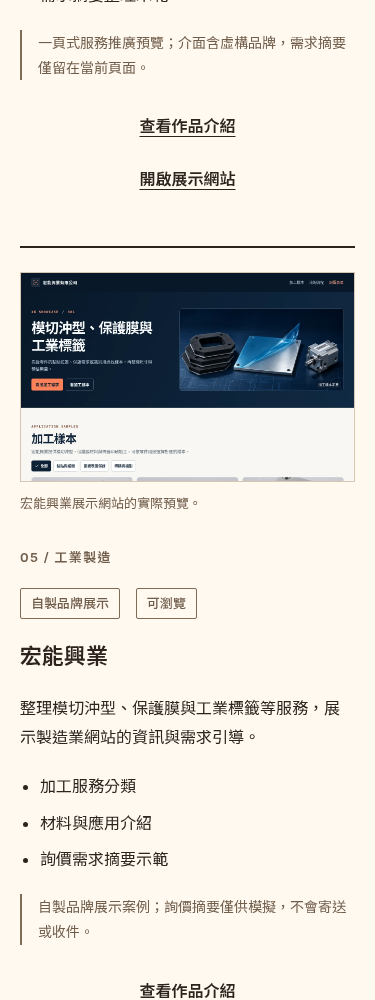 一頁式服務推廣預覽；介面含虛構品牌，需求摘要
僅留在當前頁面。
查看作品介紹
開啟展示網站
模切沖型、保護膜與
工業標籤
加工樣本
宏能興業展示網站的實際預覽。
05 / 工業製造
自製品牌展示
可瀏覽
宏能興業
整理模切沖型、保護膜與工業標籤等服務，展
示製造業網站的資訊與需求引導。
加工服務分類
材料與應用介紹
詢價需求摘要示範
自製品牌展示案例；詢價摘要僅供模擬，不會寄送
或收件。
查看作品介紹